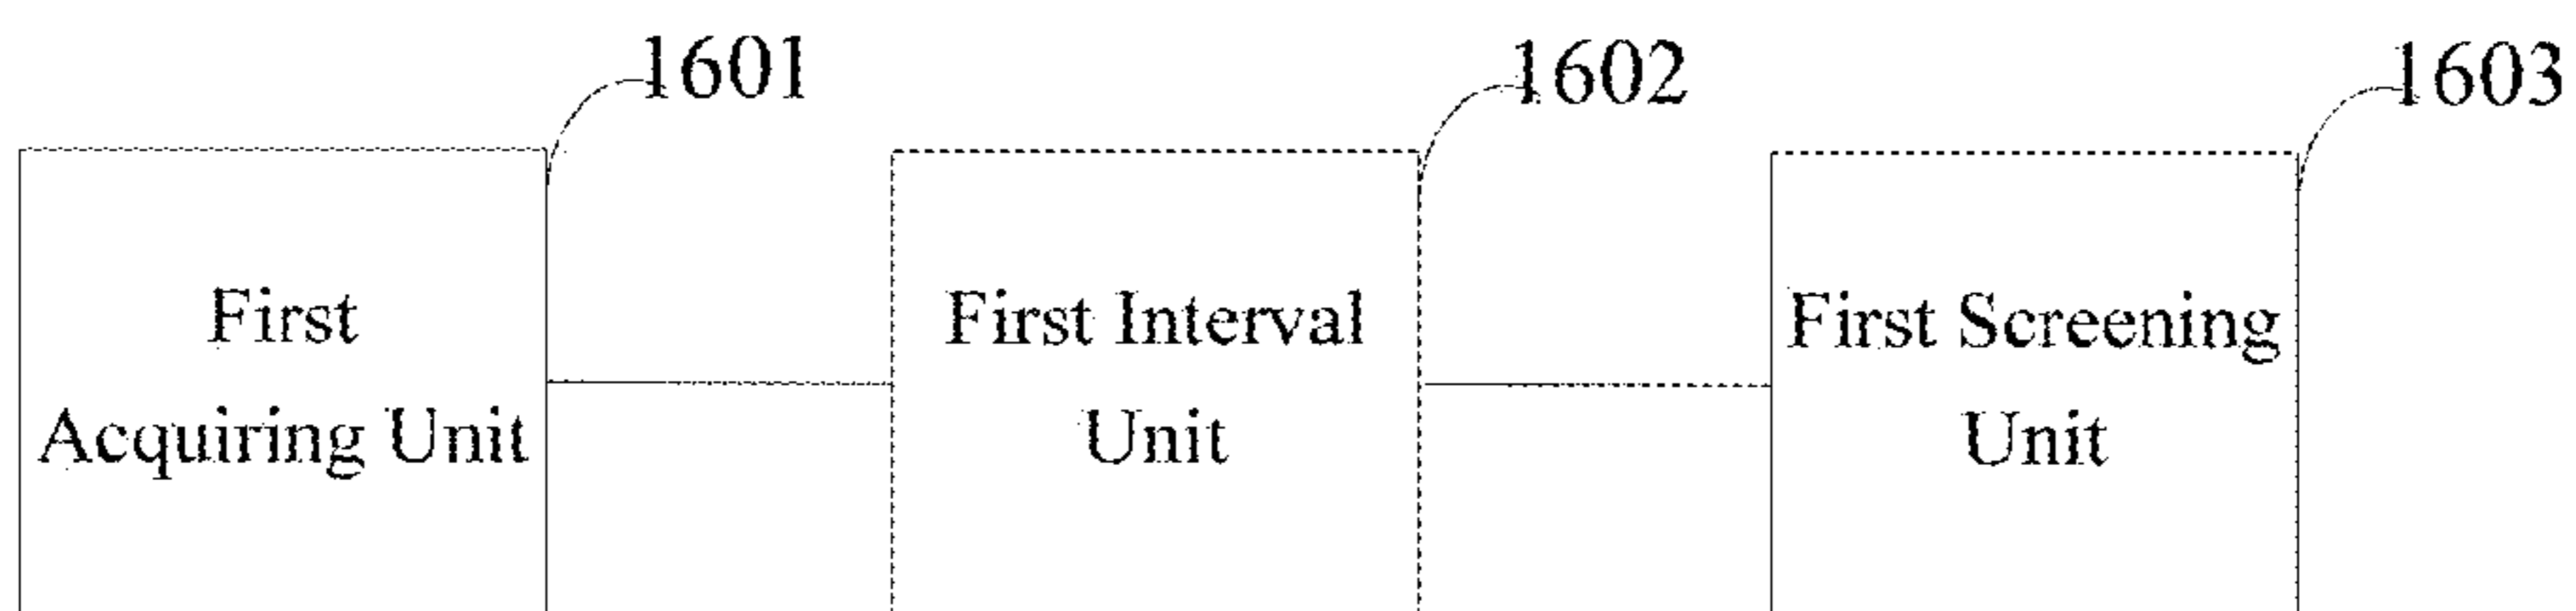 1601
1602
1603
First
Acquiring Unit
First Interval
Unit
First Screening
Unit